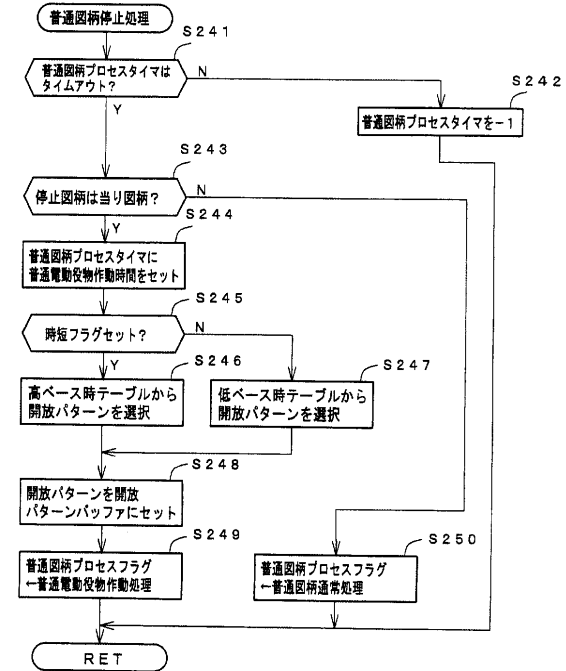 普通図柄停止処理
S241
普通図柄プロセスタイマは
タイムアウト?
N
S242
普通図柄プロセスタイマを-1
Y
S243
停止図柄は当り図柄?
N
Y
S244
普通図柄プロセスタイマに
普通電動役物作動時間をセット
S245
時短フラグセット?
N
Y
S246
高ベース時テーブルから
開放パターンを選択
S247
低ベース時テーブルから
開放パターンを選択
S248
開放パターンを開放
パターンバッファにセット
S249
普通図柄プロセスフラグ
←普通電動役物作動処理
S250
普通図柄プロセスフラグ
←普通図柄通常処理
RET